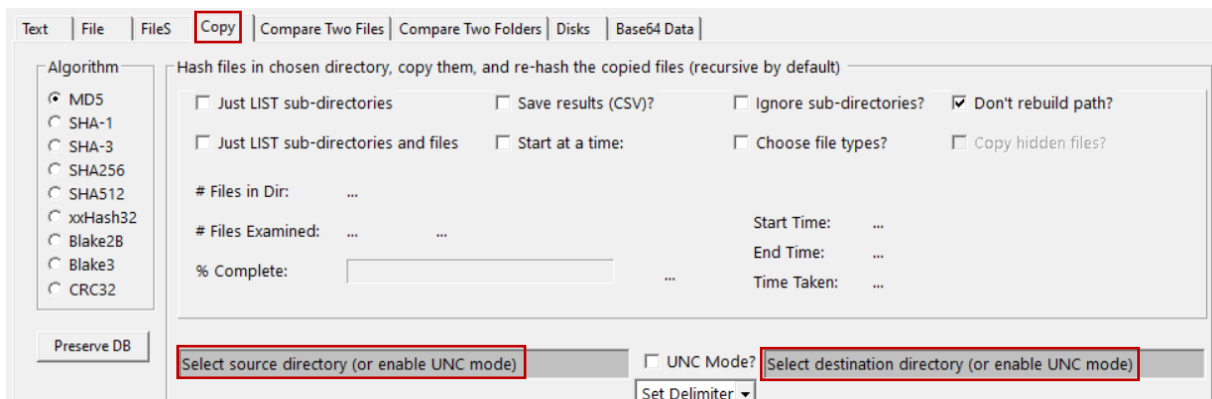 Text File FileS Copy Compare Two Files Compare Two Folders Disks Base64 Data
Algorithm
MD5
SHA-1
SHA-3
SHA256
SHA512
xxHash32
Blake2B
Blake3
CRC32
Preserve DB
Hash files in chosen directory, copy them, and re-hash the copied files (recursive by default)
Just LIST sub-directories Save results (CSV)? Ignore sub-directories? Don't rebuild path?
Just LIST sub-directories and files Start at a time: Choose file types? Copy hidden files?
# Files in Dir: ...
# Files Examined: ... ...
% Complete: ...
Start Time: ...
End Time: ...
Time Taken: ...
Select source directory (or enable UNC mode) UNC Mode? Select destination directory (or enable UNC mode)
Set Delimiter